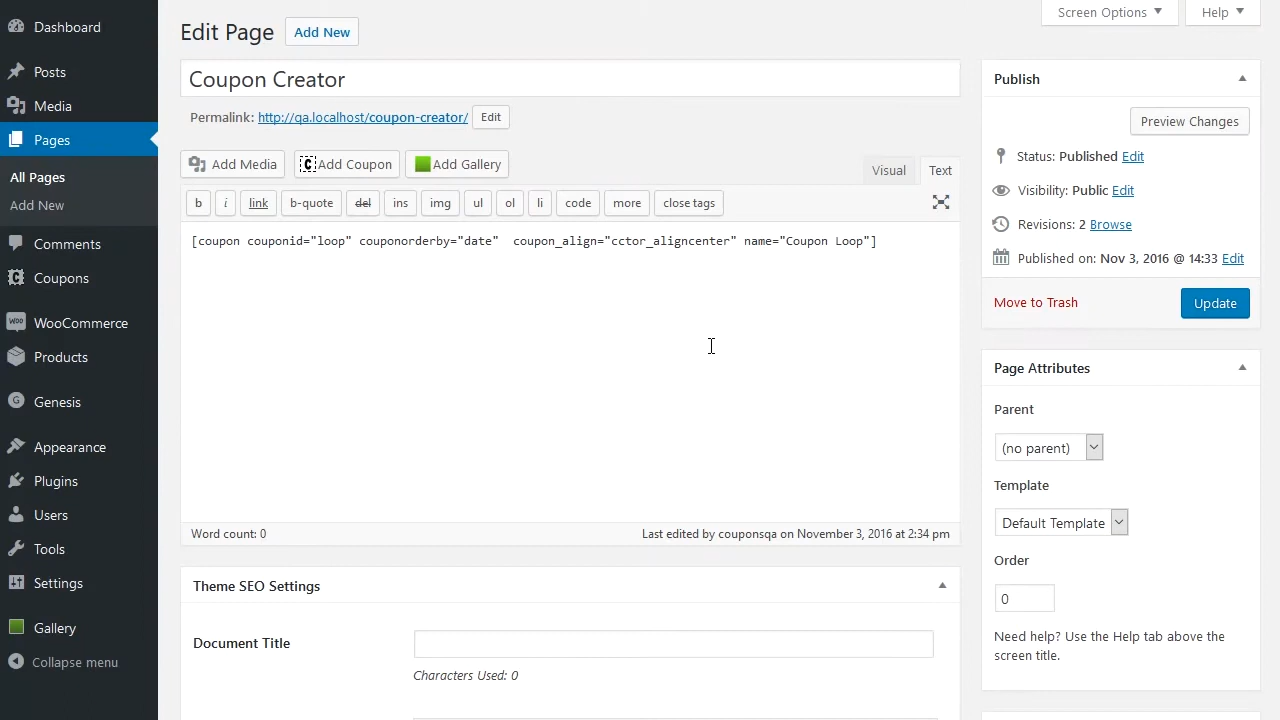 Dashboard
Posts
Media
Pages
All Pages
Add New
Comments
Coupons
WooCommerce
Products
Genesis
Appearance
Plugins
Users
Tools
Settings
Gallery
Collapse menu
Screen Options
Help
Edit Page
Add New
Coupon Creator
Permalink: http://qa.localhost/coupon-creator/ Edit
Add Media
Add Coupon
Add Gallery
Visual
Text
b
i
link
b-quote
del
ins
img
ul
ol
li
code
more
close tags
[coupon couponid="loop" couponorderby="date"  coupon_align="cctor_aligncenter" name="Coupon Loop"]
Word count: 0
Last edited by couponsqa on November 3, 2016 at 2:34 pm
Theme SEO Settings
Document Title
Characters Used: 0
Publish
Preview Changes
Status: Published Edit
Visibility: Public Edit
Revisions: 2 Browse
Published on: Nov 3, 2016 @ 14:33 Edit
Move to Trash
Update
Page Attributes
Parent
(no parent)
Template
Default Template
Order
0
Need help? Use the Help tab above the
screen title.